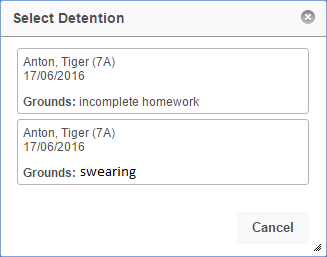 Select Detention
Anton, Tiger (7A)
17/06/2016
Grounds: incomplete homework
Anton, Tiger (7A)
17/06/2016
Grounds: swearing
Cancel